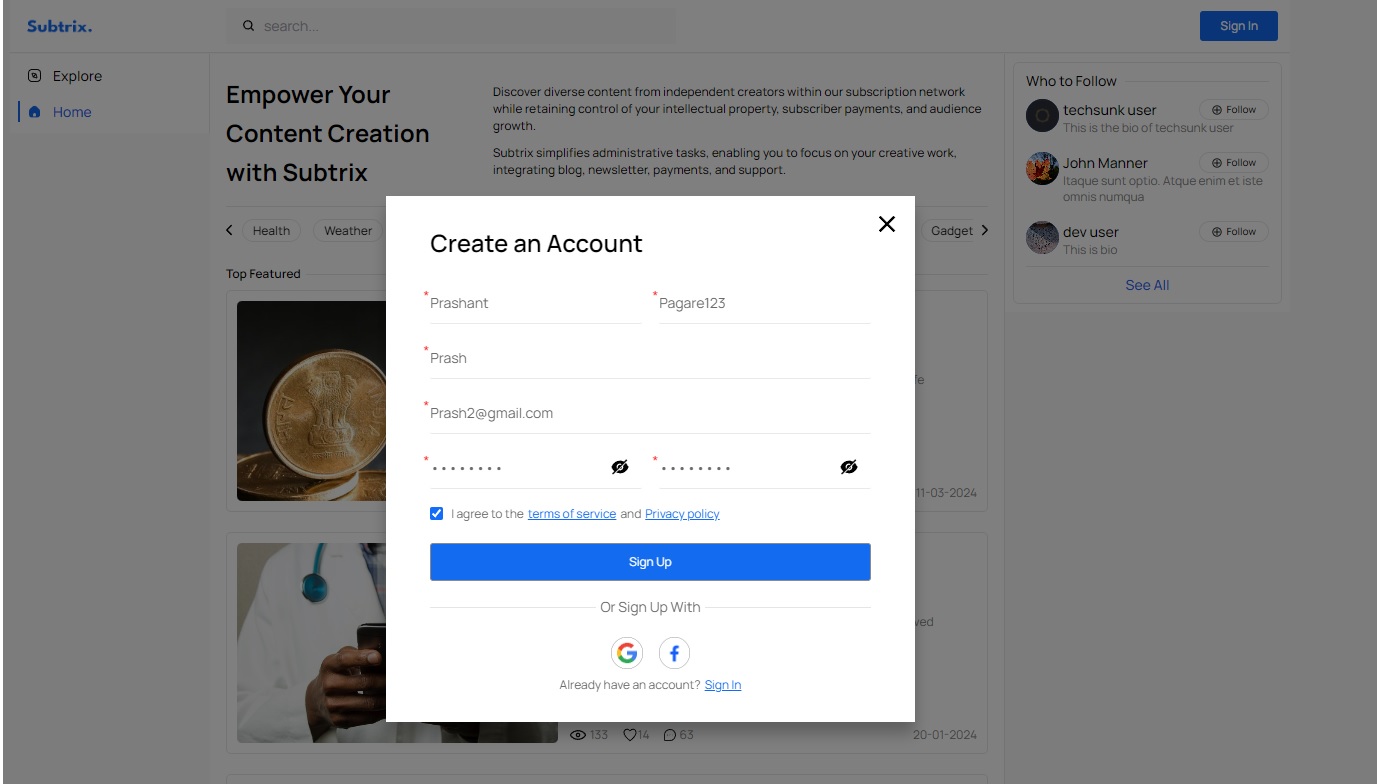 Subtrix.
search...
Sign In
Explore
Home
Empower Your
Content Creation
with Subtrix
Discover diverse content from independent creators within our subscription network
while retaining control of your intellectual property, subscriber payments, and audience
growth.
Subtrix simplifies administrative tasks, enabling you to focus on your creative work,
integrating blog, newsletter, payments, and support.
Who to Follow
techsunk user
Follow
This is the bio of techsunk user
John Manner
Follow
Itaque sunt optio. Atque enim et iste
omnis numqua
dev user
Follow
This is bio
See All
Health
Weather
Gadget
Top Featured
11-03-2024
Create an Account
*Prashant
*Pagare123
*Prash
*Prash2@gmail.com
*••••••••
*••••••••
I agree to the terms of service and Privacy policy
Sign Up
Or Sign Up With
Already have an account? Sign In
133
14
63
20-01-2024